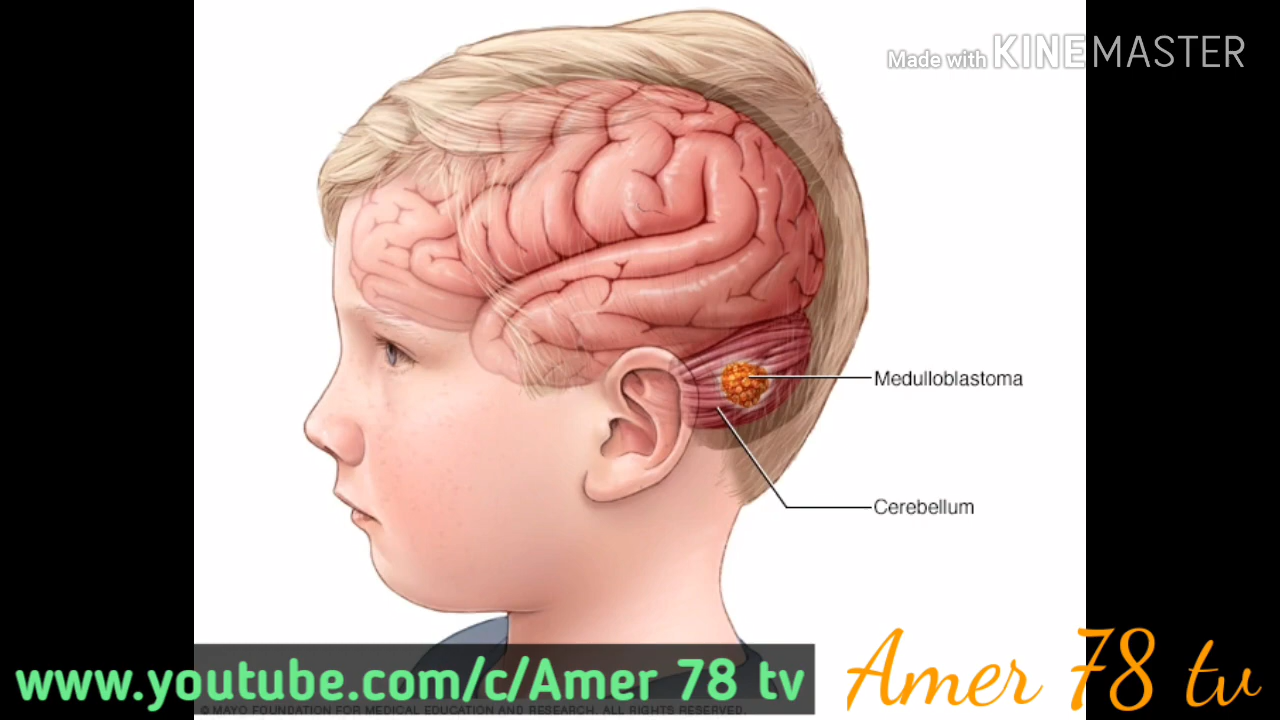 Made with KINEMASTER
Medulloblastoma
Cerebellum
www.youtube.com/c/Amer 78 tv
Amer 78 tv
© MAYO FOUNDATION FOR MEDICAL EDUCATION AND RESEARCH. ALL RIGHTS RESERVED.